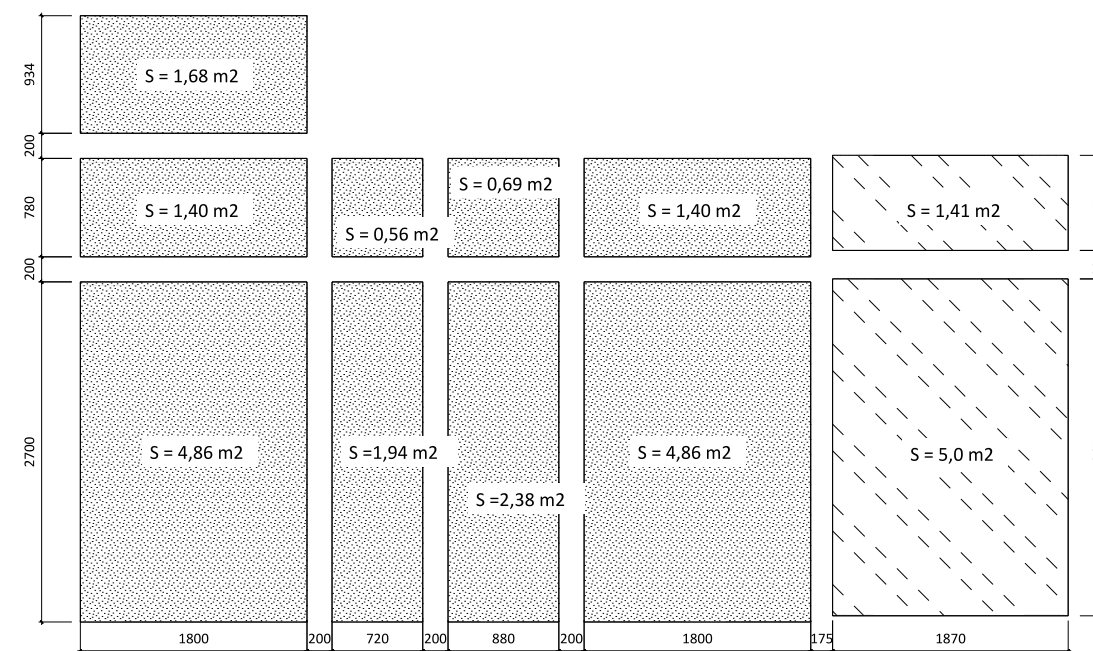 934
S = 1,68 m2
200
780
S = 1,40 m2
S = 0,56 m2
S = 0,69 m2
S = 1,40 m2
S = 1,41 m2
200
2700
S = 4,86 m2
S =1,94 m2
S =2,38 m2
S = 4,86 m2
S = 5,0 m2
1800
200
720
200
880
200
1800
175
1870